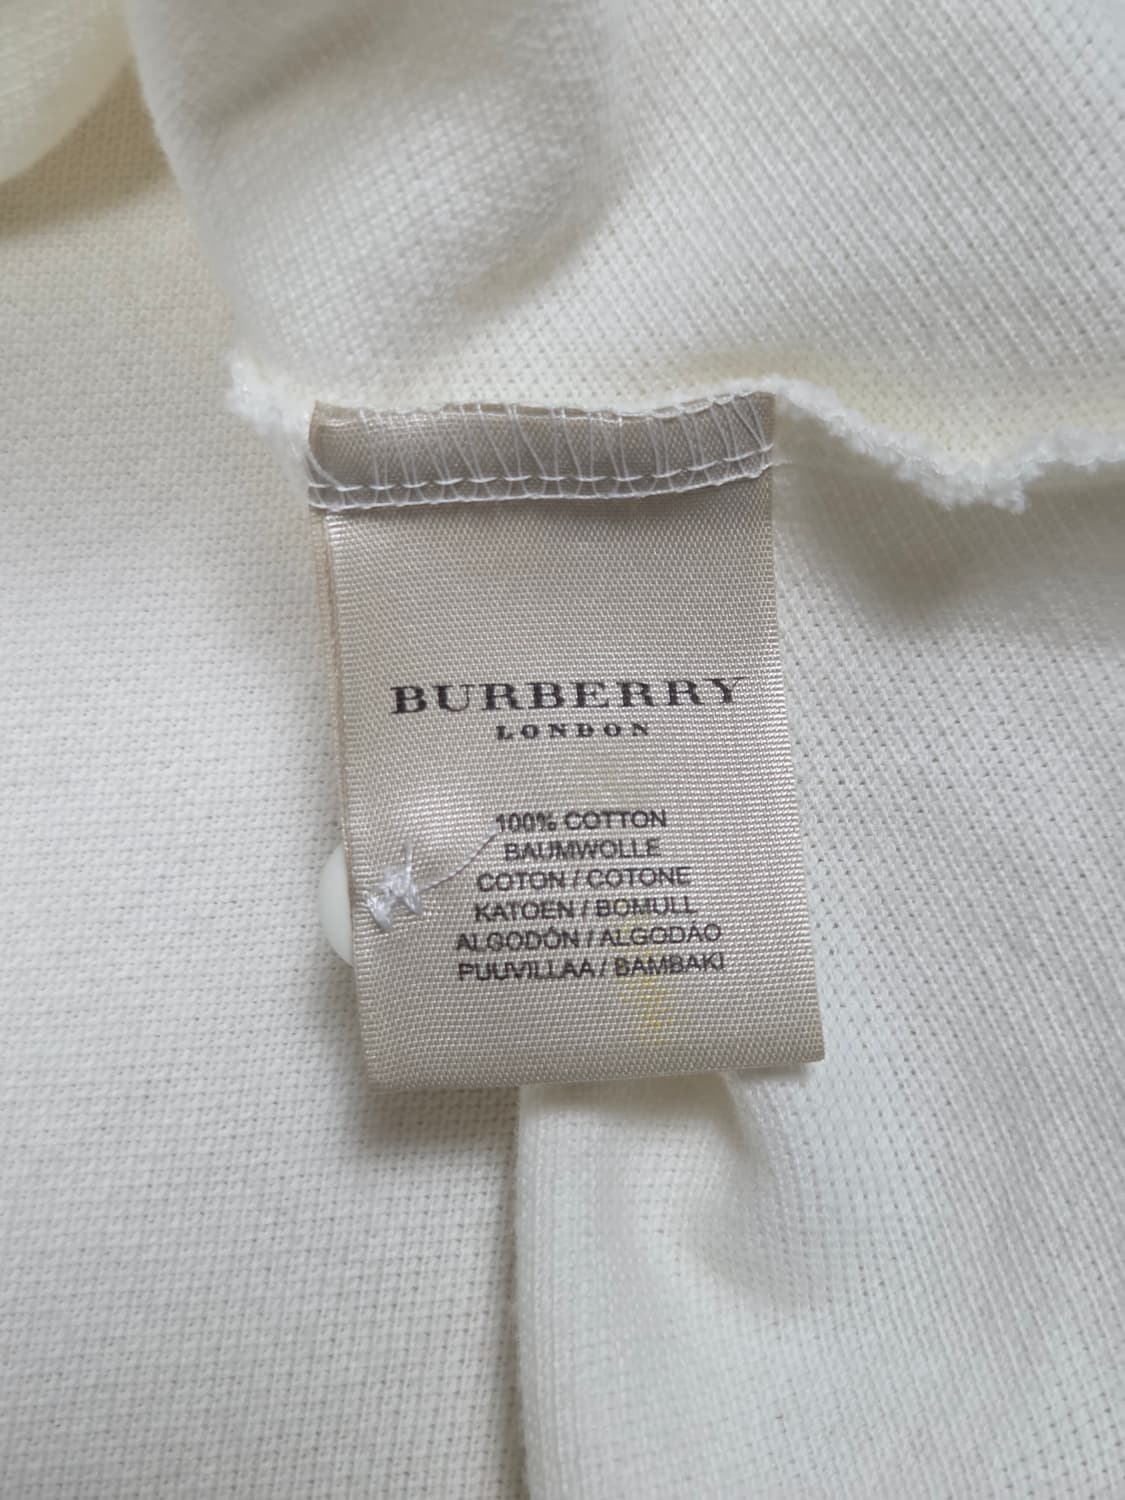 BURBERRY
LONDON
100% COTTON
BAUMWOLLE
COTON / COTONE
KATOEN / BOMULL
ALGODÓN / ALGODÃO
PUUVILLAA / BAMBAKI